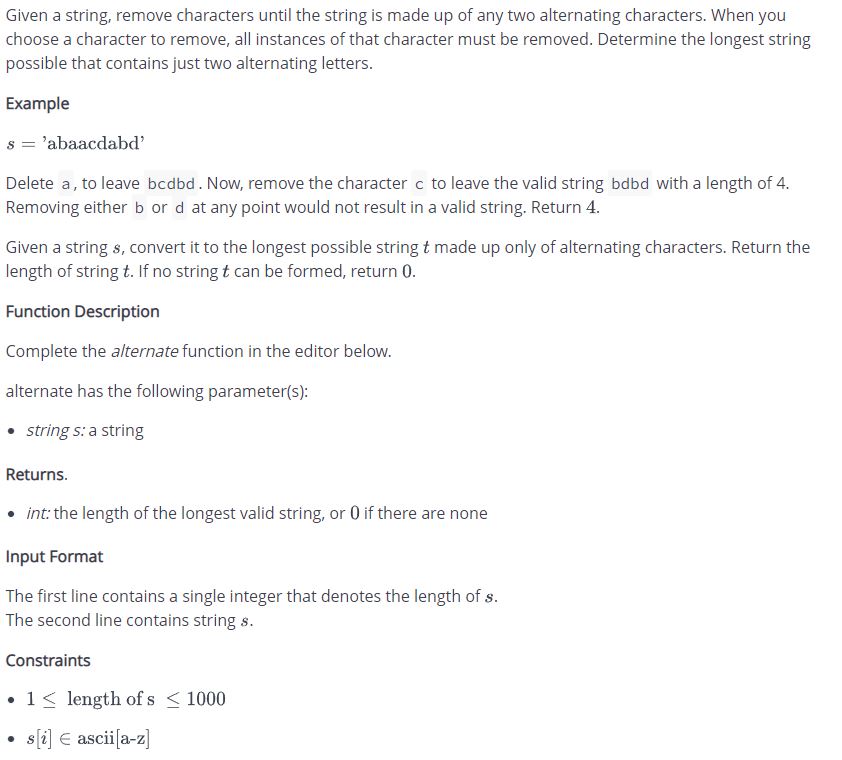 Given a string, remove characters until the string is made up of any two alternating characters. When you
choose a character to remove, all instances of that character must be removed. Determine the longest string
possible that contains just two alternating letters.
Example
s = 'abaacdabd'
Delete a, to leave bcdbd. Now, remove the character c to leave the valid string bdbd with a length of 4.
Removing either b or d at any point would not result in a valid string. Return 4.
Given a string s, convert it to the longest possible string t made up only of alternating characters. Return the
length of string t. If no string t can be formed, return 0.
Function Description
Complete the alternate function in the editor below.
alternate has the following parameter(s):
• string s: a string
Returns.
• int: the length of the longest valid string, or 0 if there are none
Input Format
The first line contains a single integer that denotes the length of s.
The second line contains string s.
Constraints
• 1 ≤ length of s ≤ 1000
• s[i] ∈ ascii[a-z]